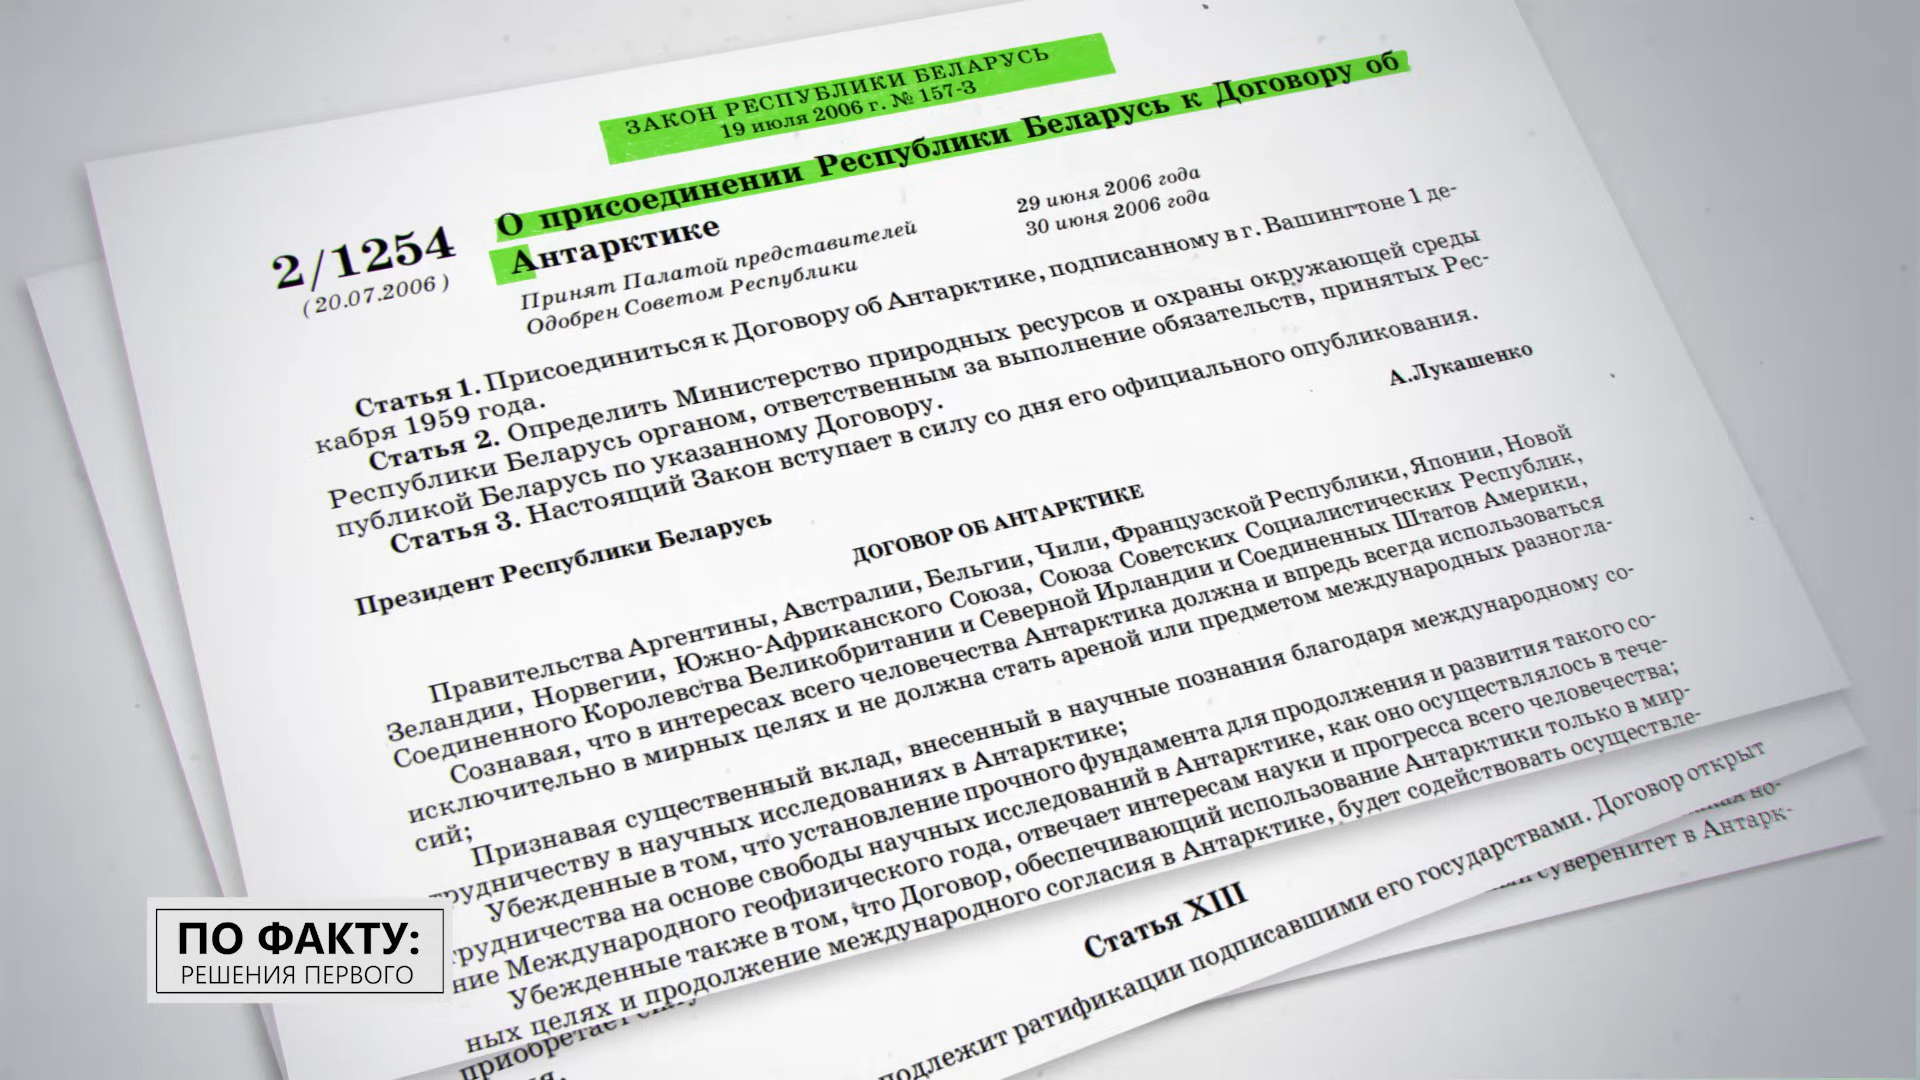 ЗАКОН РЕСПУБЛИКИ БЕЛАРУСЬ
19 июля 2006 г. № 157-З
2/1254
(20.07.2006)
О присоединении Республики Беларусь к Договору об
Антарктике
Принят Палатой представителей 29 июня 2006 года
Одобрен Советом Республики 30 июня 2006 года
Статья 1. Присоединиться к Договору об Антарктике, подписанному в г. Вашингтоне 1 де-
кабря 1959 года.
Статья 2. Определить Министерство природных ресурсов и охраны окружающей среды
Республики Беларусь органом, ответственным за выполнение обязательств, принятых Рес-
публикой Беларусь по указанному Договору.
Статья 3. Настоящий Закон вступает в силу со дня его официального опубликования.
Президент Республики Беларусь А.Лукашенко
ДОГОВОР ОБ АНТАРКТИКЕ
Правительства Аргентины, Австралии, Бельгии, Чили, Французской Республики, Японии, Новой
Зеландии, Норвегии, Южно-Африканского Союза, Союза Советских Социалистических Республик,
Соединенного Королевства Великобритании и Северной Ирландии и Соединенных Штатов Америки,
Сознавая, что в интересах всего человечества Антарктика должна и впредь всегда использоваться
исключительно в мирных целях и не должна стать ареной или предметом международных разногла-
сий;
Признавая существенный вклад, внесенный в научные познания благодаря международному со-
трудничеству в научных исследованиях в Антарктике;
Убежденные в том, что установление прочного фундамента для продолжения и развития такого со-
трудничества на основе свободы научных исследований в Антарктике, как оно осуществлялось в тече-
ние Международного геофизического года, отвечает интересам науки и прогресса всего человечества;
Убежденные также в том, что Договор, обеспечивающий использование Антарктики только в мир-
ных целях и продолжение международного согласия в Антарктике, будет содействовать осуществле-
приобретает силу
Статья XIII
подлежит ратификации подписавшими его государствами. Договор открыт
суверенитет в Антарк-
ПО ФАКТУ:
РЕШЕНИЯ ПЕРВОГО